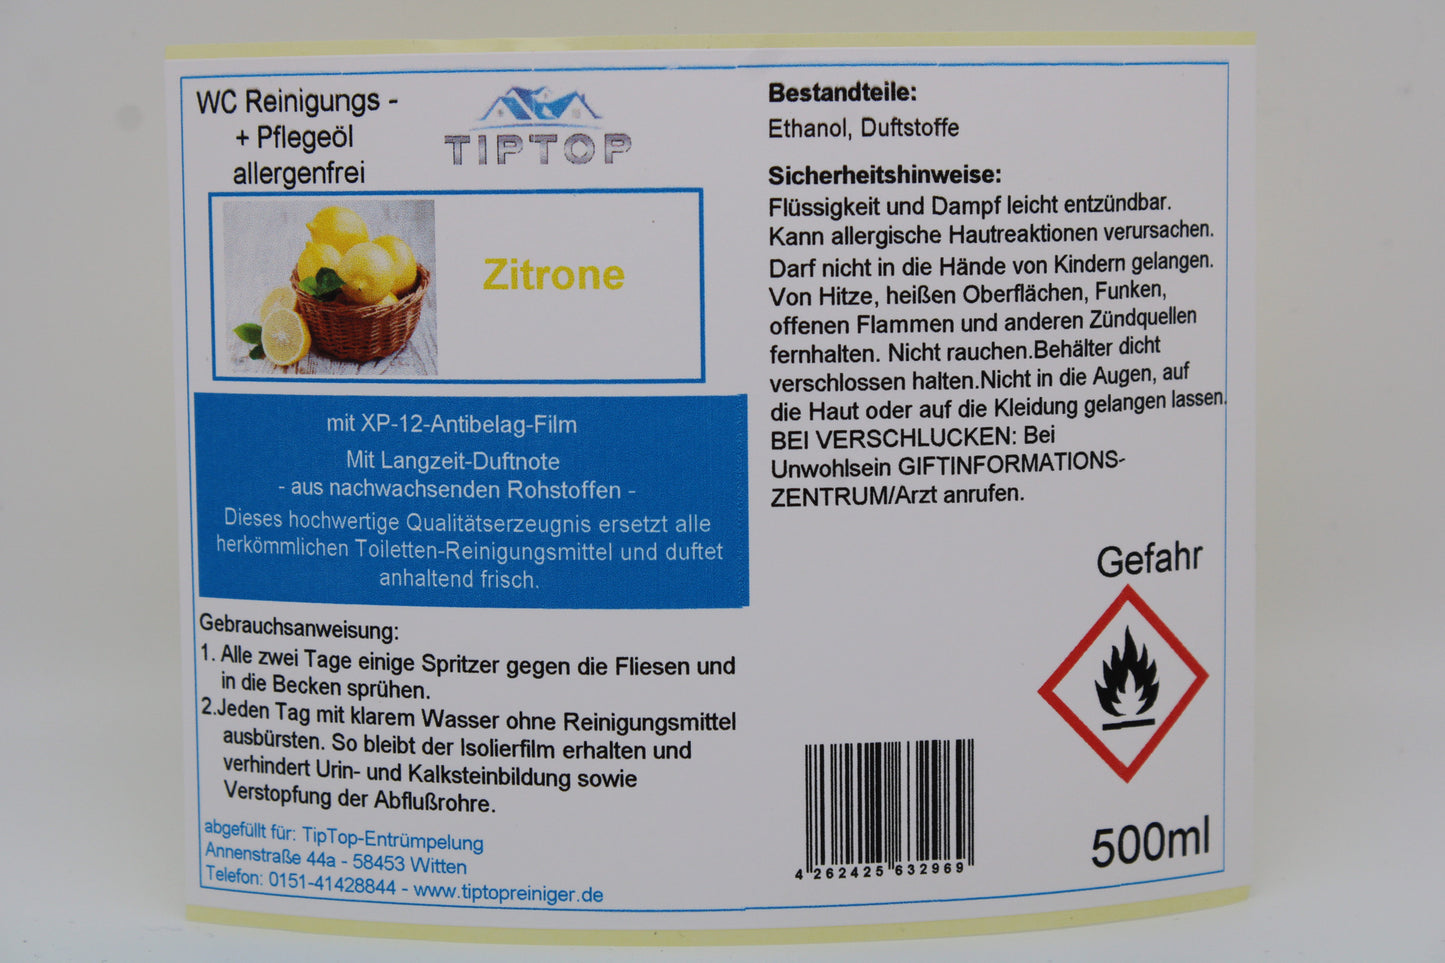 WC Reinigungs -
+ Pflegeöl
allergenfrei
TIPTOP
Zitrone
mit XP-12-Antibelag-Film
Mit Langzeit-Duftnote
- aus nachwachsenden Rohstoffen -
Dieses hochwertige Qualitätserzeugnis ersetzt alle
herkömmlichen Toiletten-Reinigungsmittel und duftet
anhaltend frisch.
Gebrauchsanweisung:
1. Alle zwei Tage einige Spritzer gegen die Fliesen und
in die Becken sprühen.
2.Jeden Tag mit klarem Wasser ohne Reinigungsmittel
ausbürsten. So bleibt der Isolierfilm erhalten und
verhindert Urin- und Kalksteinbildung sowie
Verstopfung der Abflußrohre.
abgefüllt für: TipTop-Entrümpelung
Annenstraße 44a - 58453 Witten
Telefon: 0151-41428844 - www.tiptopreiniger.de
Bestandteile:
Ethanol, Duftstoffe
Sicherheitshinweise:
Flüssigkeit und Dampf leicht entzündbar.
Kann allergische Hautreaktionen verursachen.
Darf nicht in die Hände von Kindern gelangen.
Von Hitze, heißen Oberflächen, Funken,
offenen Flammen und anderen Zündquellen
fernhalten. Nicht rauchen.Behälter dicht
verschlossen halten.Nicht in die Augen, auf
die Haut oder auf die Kleidung gelangen lassen.
BEI VERSCHLUCKEN: Bei
Unwohlsein GIFTINFORMATIONS-
ZENTRUM/Arzt anrufen.
Gefahr
4 262425 632969
500ml